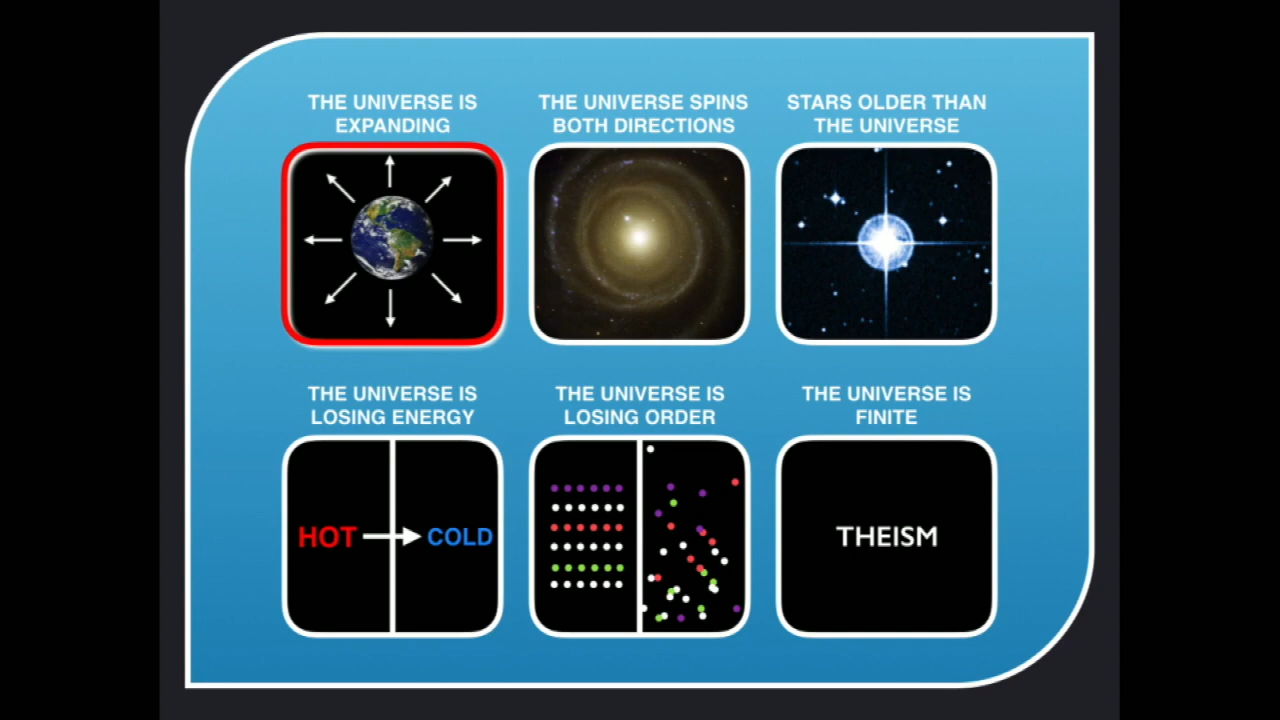 THE UNIVERSE IS
EXPANDING
THE UNIVERSE SPINS
BOTH DIRECTIONS
STARS OLDER THAN
THE UNIVERSE
THE UNIVERSE IS
LOSING ENERGY
HOT
COLD
THE UNIVERSE IS
LOSING ORDER
THE UNIVERSE IS
FINITE
THEISM